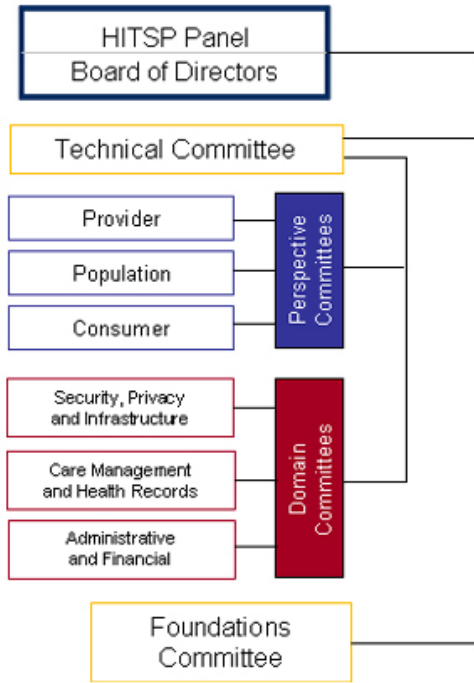 HITSP Panel
Board of Directors
Technical Committee
Provider
Population
Consumer
Perspective
Committees
Security, Privacy
and Infrastructure
Care Management
and Health Records
Administrative
and Financial
Domain
Committees
Foundations
Committee